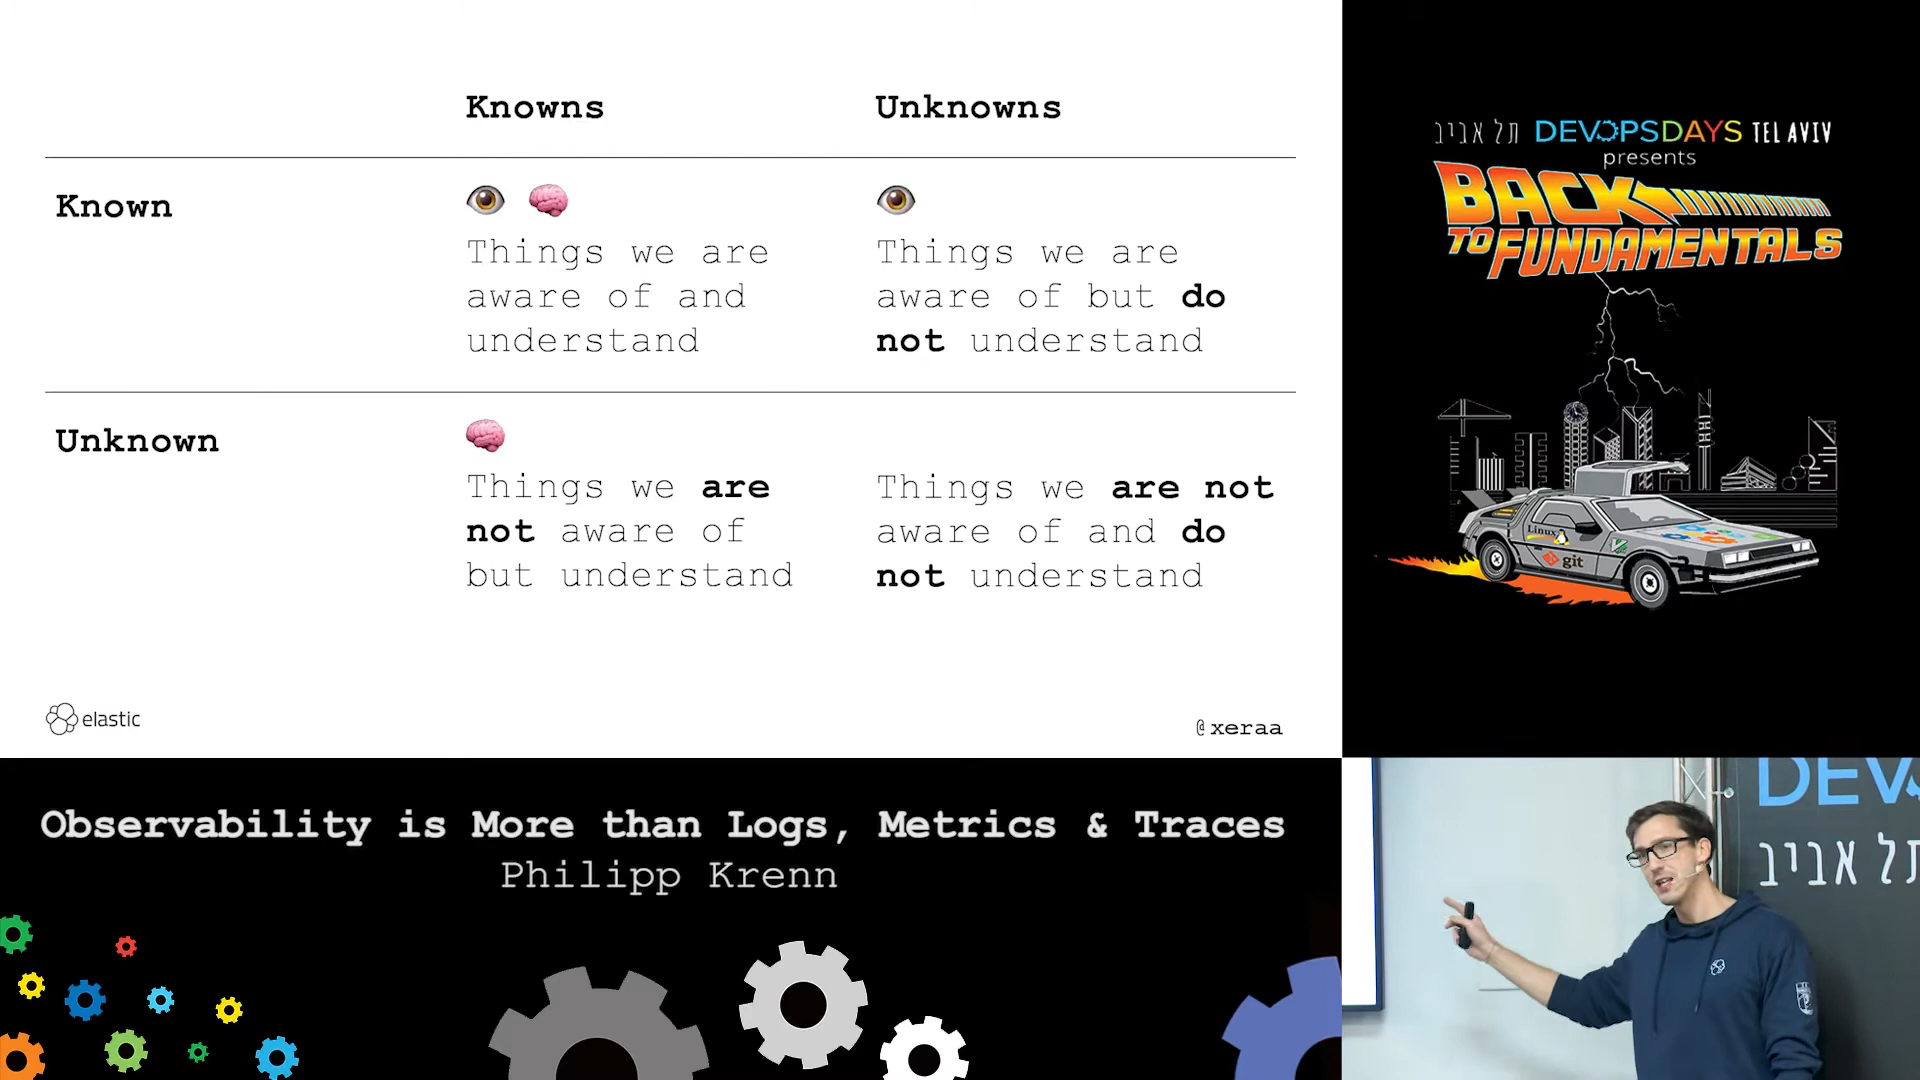 Knowns Unknowns
Known
Things we are
aware of and
understand
Things we are
aware of but do
not understand
Unknown
Things we are
not aware of
but understand
Things we are not
aware of and do
not understand
elastic
@xeraa
תל אביב DEVOPSDAYS TEL AVIV
presents
BACK
TO FUNDAMENTALS
Linux
git
Observability is More than Logs, Metrics & Traces
Philipp Krenn
DEV
תל אביב